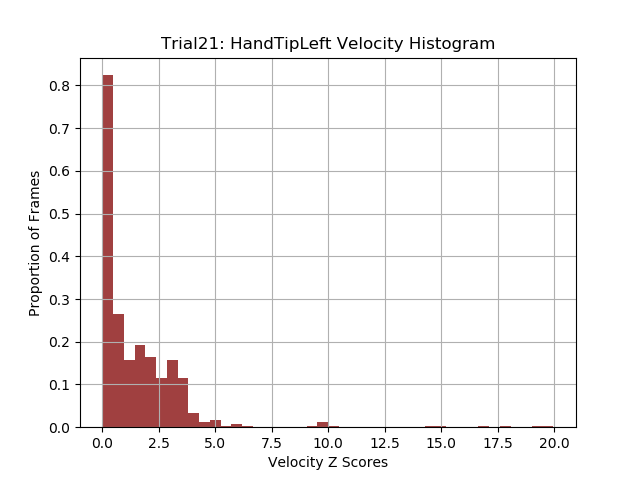 Trial21: HandTipLeft Velocity Histogram
0.8
0.7
0.6
0.5
0.4
0.3
0.2
0.1
0.0
Proportion of Frames
0.0 2.5 5.0 7.5 10.0 12.5 15.0 17.5 20.0
Velocity Z Scores